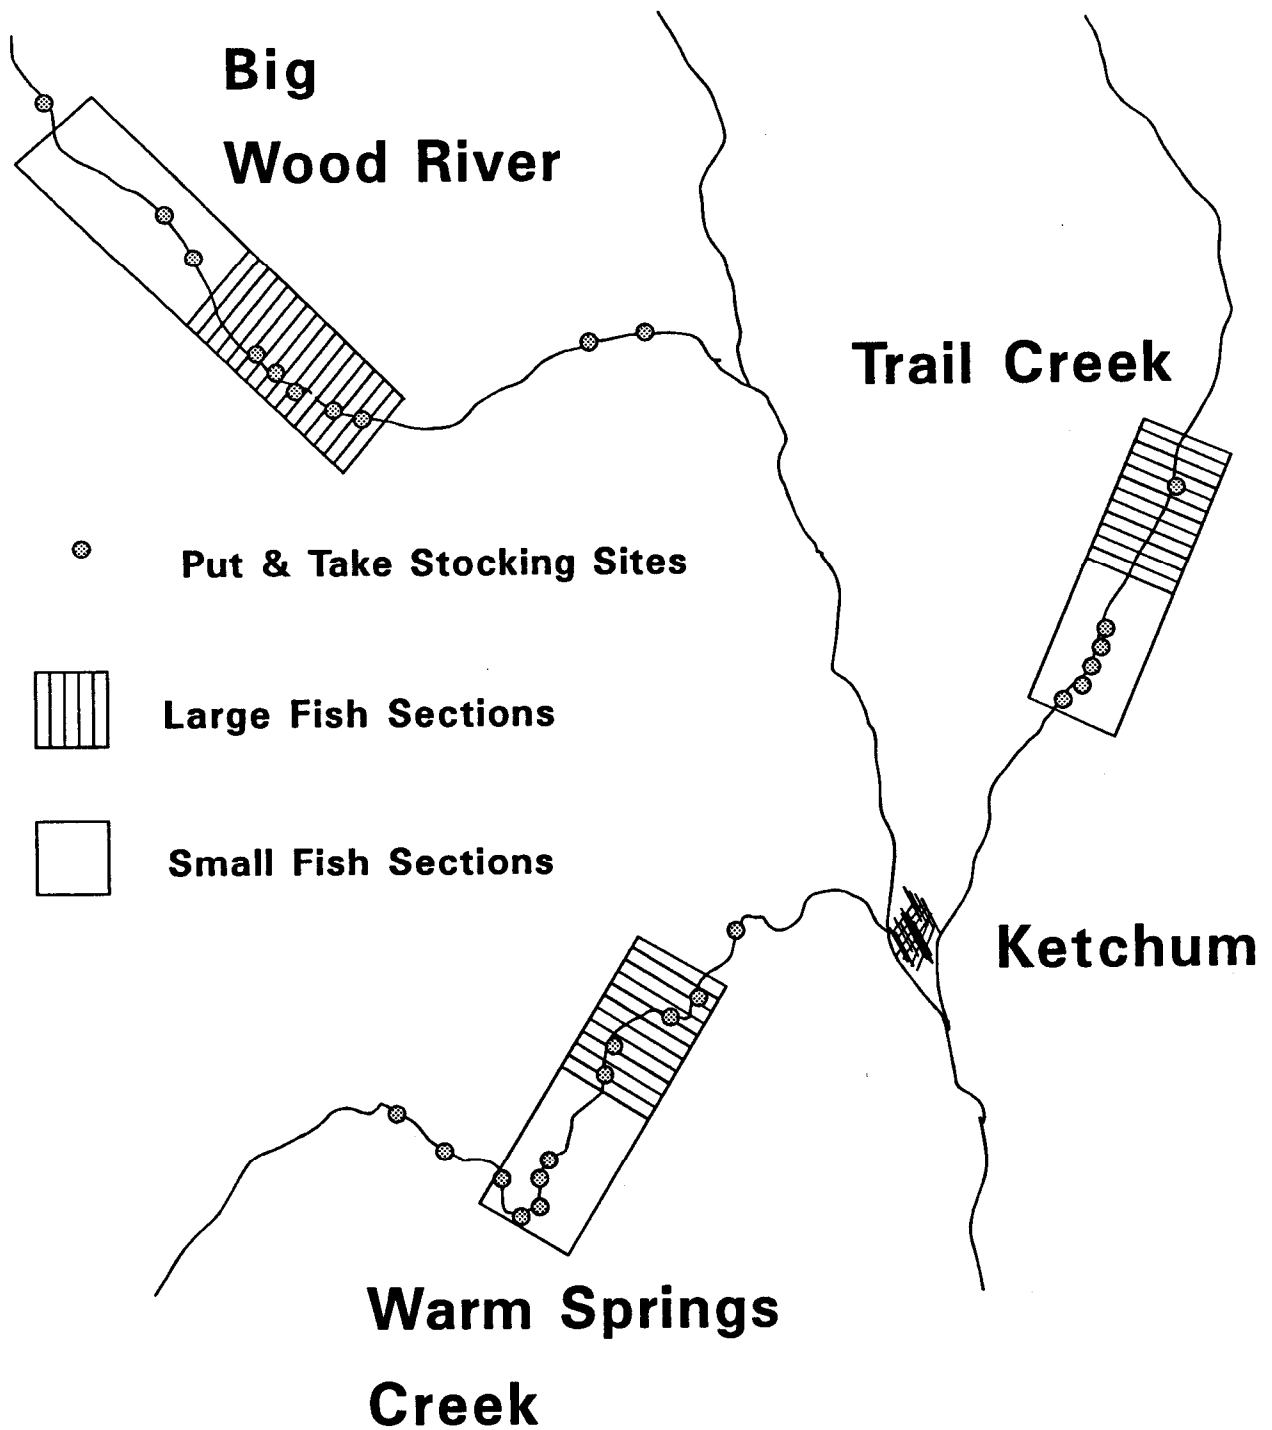 Big
Wood River
Trail Creek
Put & Take Stocking Sites
Large Fish Sections
Small Fish Sections
Ketchum
Warm Springs
Creek